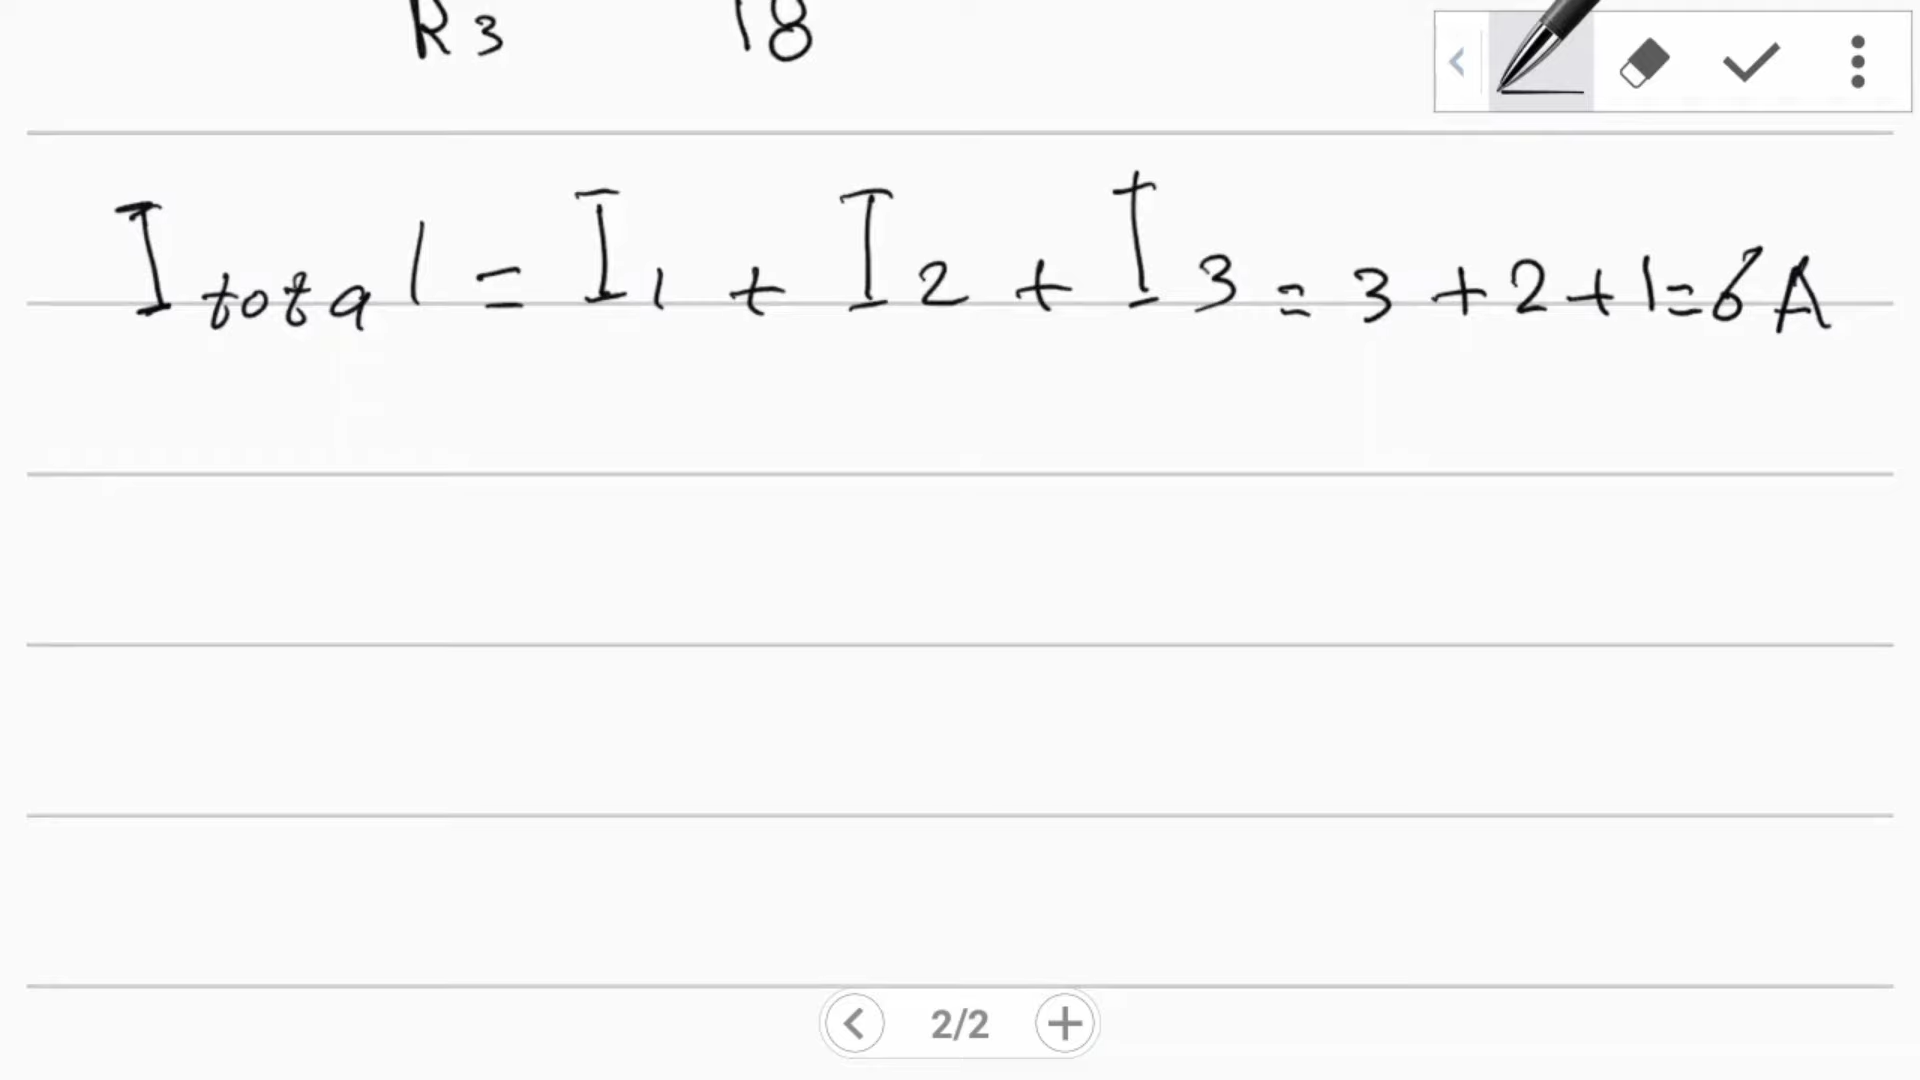 R3 18
Itotal = I1 + I2 + I3 = 3 + 2 + 1 = 6A
2/2